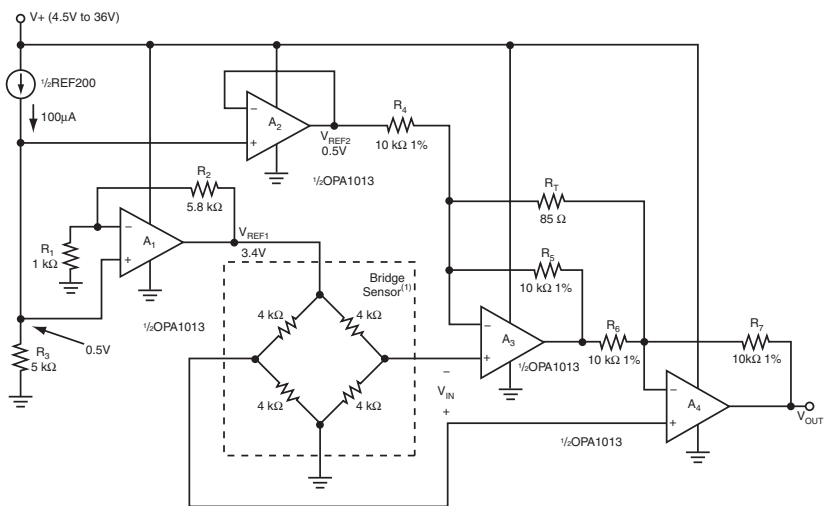 V+ (4.5V to 36V)
½REF200
100µA
A2
VREF2
0.5V
R4
10 kΩ 1%
½OPA1013
R2
5.8 kΩ
RT
85 Ω
R1
1 kΩ
A1
VREF1
3.4V
Bridge
Sensor(1)
R5
10 kΩ 1%
½OPA1013
0.5V
R3
5 kΩ
4 kΩ
4 kΩ
4 kΩ
4 kΩ
A3
½OPA1013
R6
10 kΩ 1%
R7
10kΩ 1%
−
VIN
+
A4
½OPA1013
VOUT